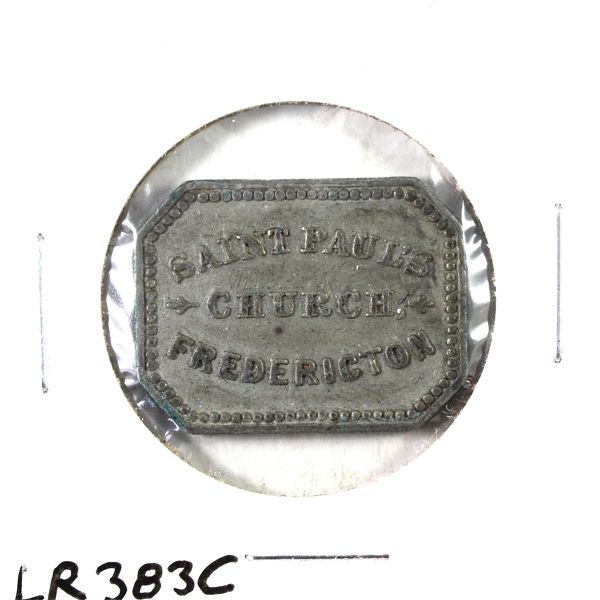 SAINT PAUL'S
CHURCH,
FREDERICTON
LR383C